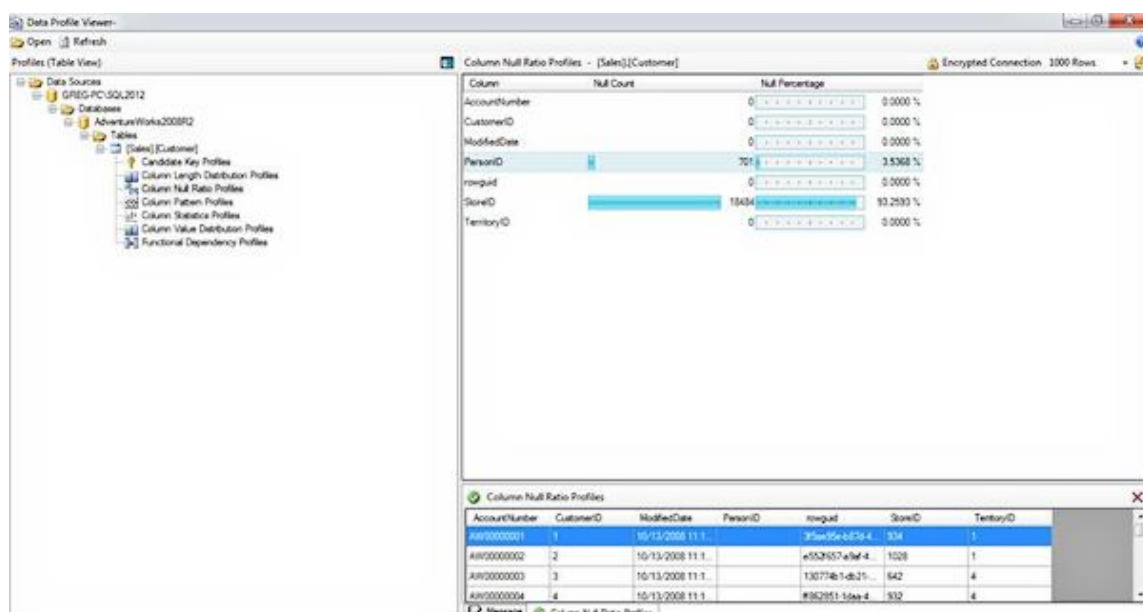 Data Profile Viewer-
Open Refresh
Profiles (Table View)
Data Sources
GREG-PC\SQL2012
Databases
AdventureWorks2008R2
Tables
[Sales].[Customer]
Candidate Key Profiles
Column Length Distribution Profiles
Column Null Ratio Profiles
Column Pattern Profiles
Column Statistics Profiles
Column Value Distribution Profiles
Functional Dependency Profiles
Column Null Ratio Profiles - [Sales].[Customer] Encrypted Connection 1000 Rows
Column Null Count Null Percentage
AccountNumber 0 0.0000 %
CustomerID 0 0.0000 %
ModifiedDate 0 0.0000 %
PersonID 701 3.5368 %
rowguid 0 0.0000 %
StoreID 18484 93.2593 %
TerritoryID 0 0.0000 %
Column Null Ratio Profiles
AccountNumber CustomerID ModifiedDate PersonID rowguid StoreID TerritoryID
AW00000001 1 10/13/2008 11:1... 934 1
AW00000002 2 10/13/2008 11:1... 1028 1
AW00000003 3 10/13/2008 11:1... 642 4
AW00000004 4 10/13/2008 11:1... 932 4
Message Column Null Ratio Profiles